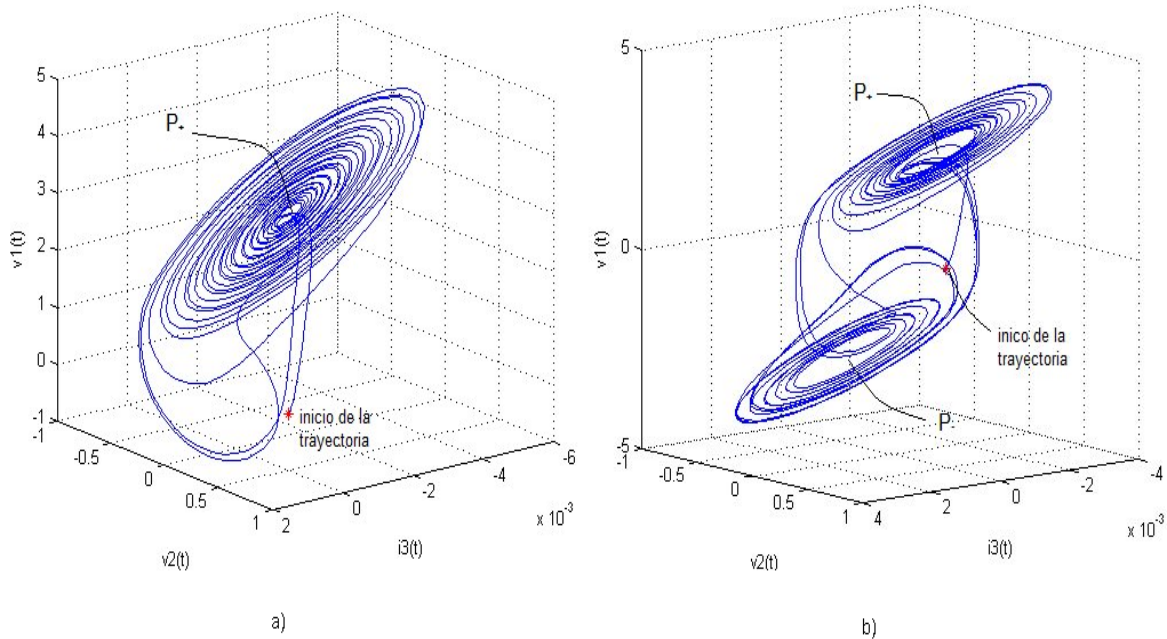 5
4
3
2
1
0
-1
v1(t)
P+
inicio de la
trayectoria
-1
-0.5
0
0.5
1
v2(t)
2
0
-2
-4
-6
x 10-3
i3(t)
a)
5
0
-5
v1(t)
P+
inico de la
trayectoria
P-
-1
-0.5
0
0.5
1
v2(t)
4
2
0
-2
-4
x 10-3
i3(t)
b)